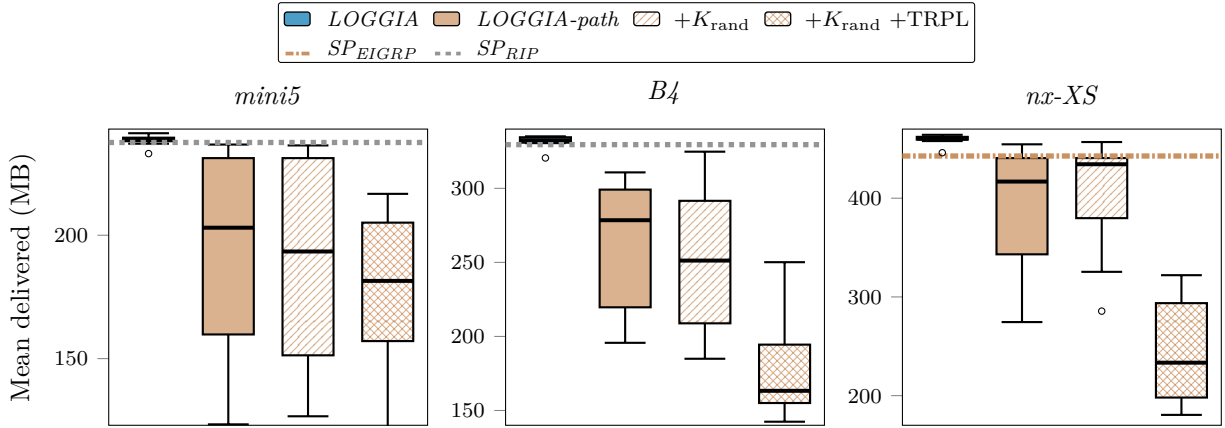 LOGGIA LOGGIA-path +K_rand +K_rand +TRPL
SP_EIGRP SP_RIP
mini5 B4 nx-XS
Mean delivered (MB)
200
150
300
250
200
150
400
300
200